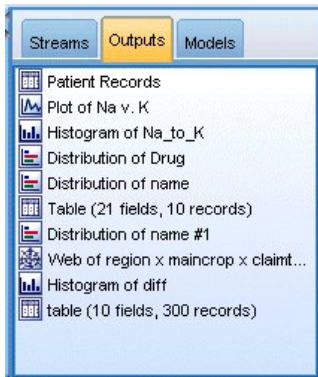 Streams Outputs Models
Patient Records
Plot of Na v. K
Histogram of Na_to_K
Distribution of Drug
Distribution of name
Table (21 fields, 10 records)
Distribution of name #1
Web of region x maincrop x claimt...
Histogram of diff
table (10 fields, 300 records)